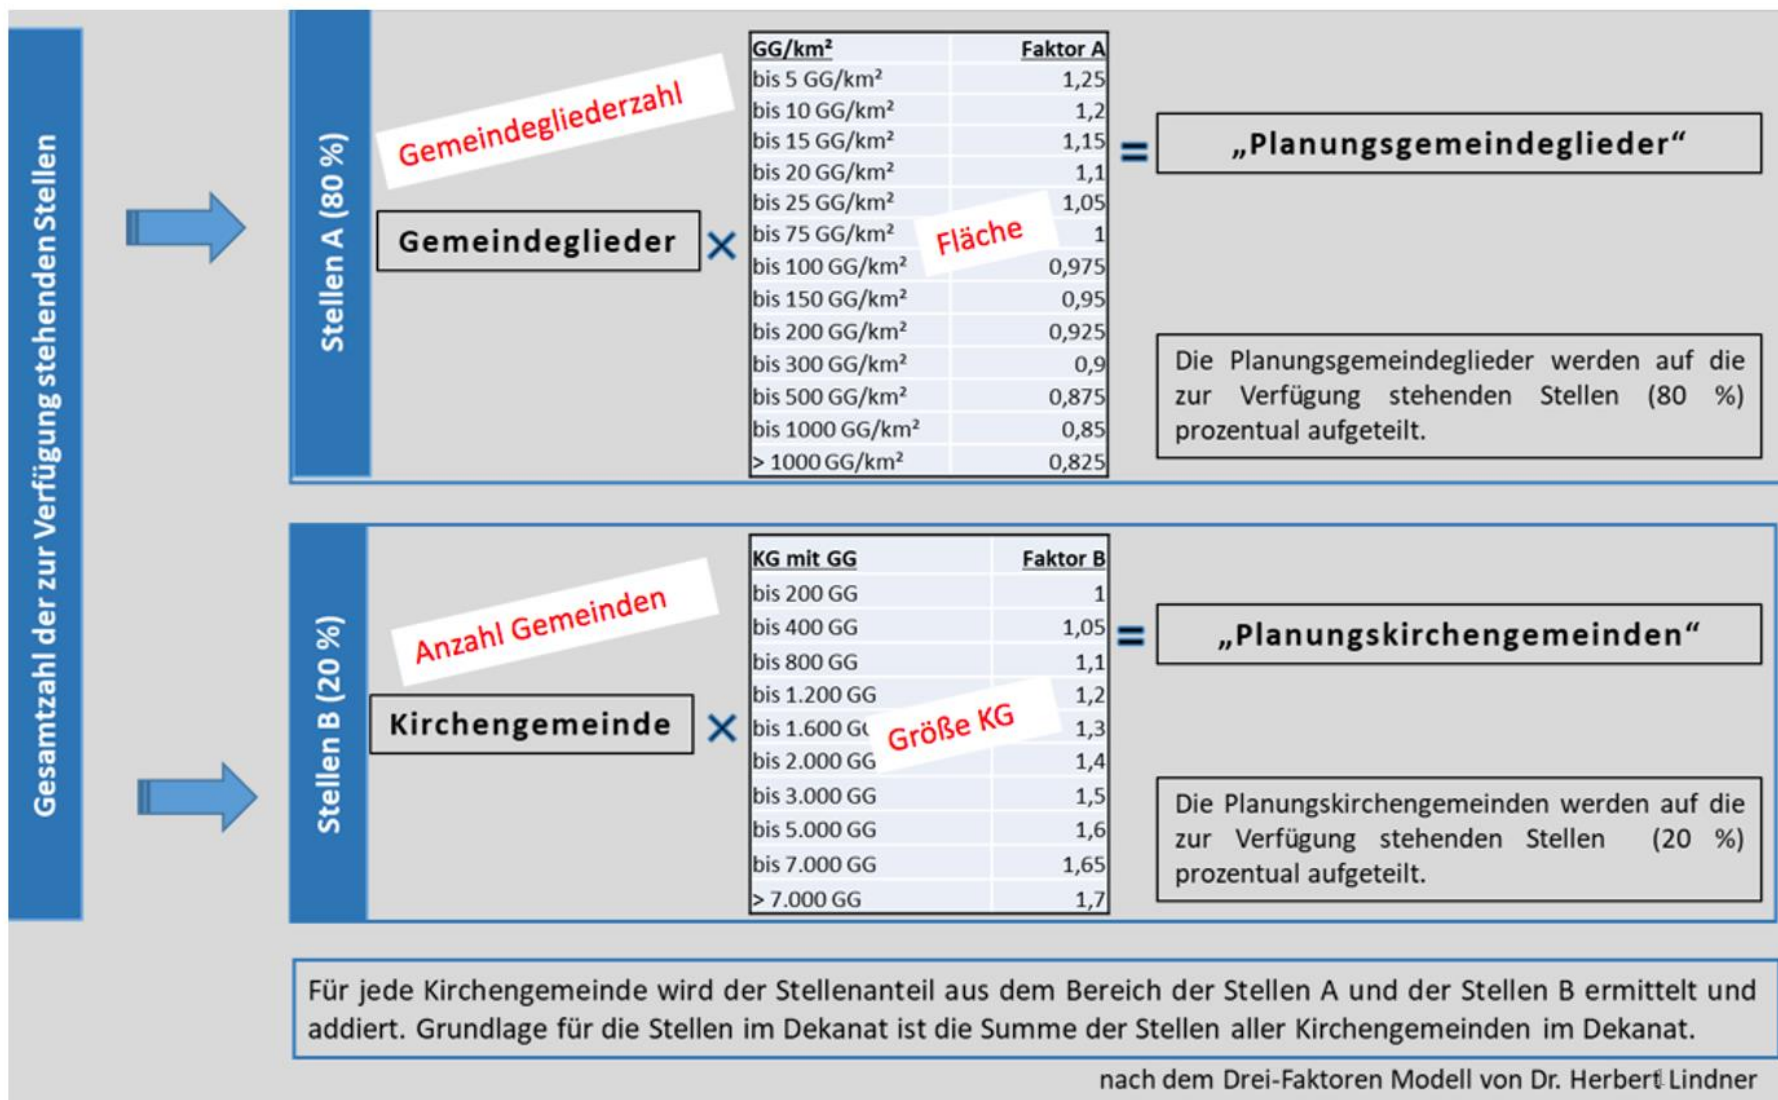 Gesamtzahl der zur Verfügung stehenden Stellen
Stellen A (80 %)
Gemeindegliederzahl
Gemeindeglieder
×
GG/km² Faktor A
bis 5 GG/km² 1,25
bis 10 GG/km² 1,2
bis 15 GG/km² 1,15
bis 20 GG/km² 1,1
bis 25 GG/km² 1,05
bis 75 GG/km² 1
bis 100 GG/km² 0,975
bis 150 GG/km² 0,95
bis 200 GG/km² 0,925
bis 300 GG/km² 0,9
bis 500 GG/km² 0,875
bis 1000 GG/km² 0,85
> 1000 GG/km² 0,825
Fläche
=
„Planungsgemeindeglieder“
Die Planungsgemeindeglieder werden auf die
zur Verfügung stehenden Stellen (80 %)
prozentual aufgeteilt.
Stellen B (20 %)
Anzahl Gemeinden
Kirchengemeinde
×
KG mit GG Faktor B
bis 200 GG 1
bis 400 GG 1,05
bis 800 GG 1,1
bis 1.200 GG 1,2
bis 1.600 GG 1,3
bis 2.000 GG 1,4
bis 3.000 GG 1,5
bis 5.000 GG 1,6
bis 7.000 GG 1,65
> 7.000 GG 1,7
Größe KG
=
„Planungskirchengemeinden“
Die Planungskirchengemeinden werden auf die
zur Verfügung stehenden Stellen (20 %)
prozentual aufgeteilt.
Für jede Kirchengemeinde wird der Stellenanteil aus dem Bereich der Stellen A und der Stellen B ermittelt und
addiert. Grundlage für die Stellen im Dekanat ist die Summe der Stellen aller Kirchengemeinden im Dekanat.
nach dem Drei-Faktoren Modell von Dr. Herbert Lindner